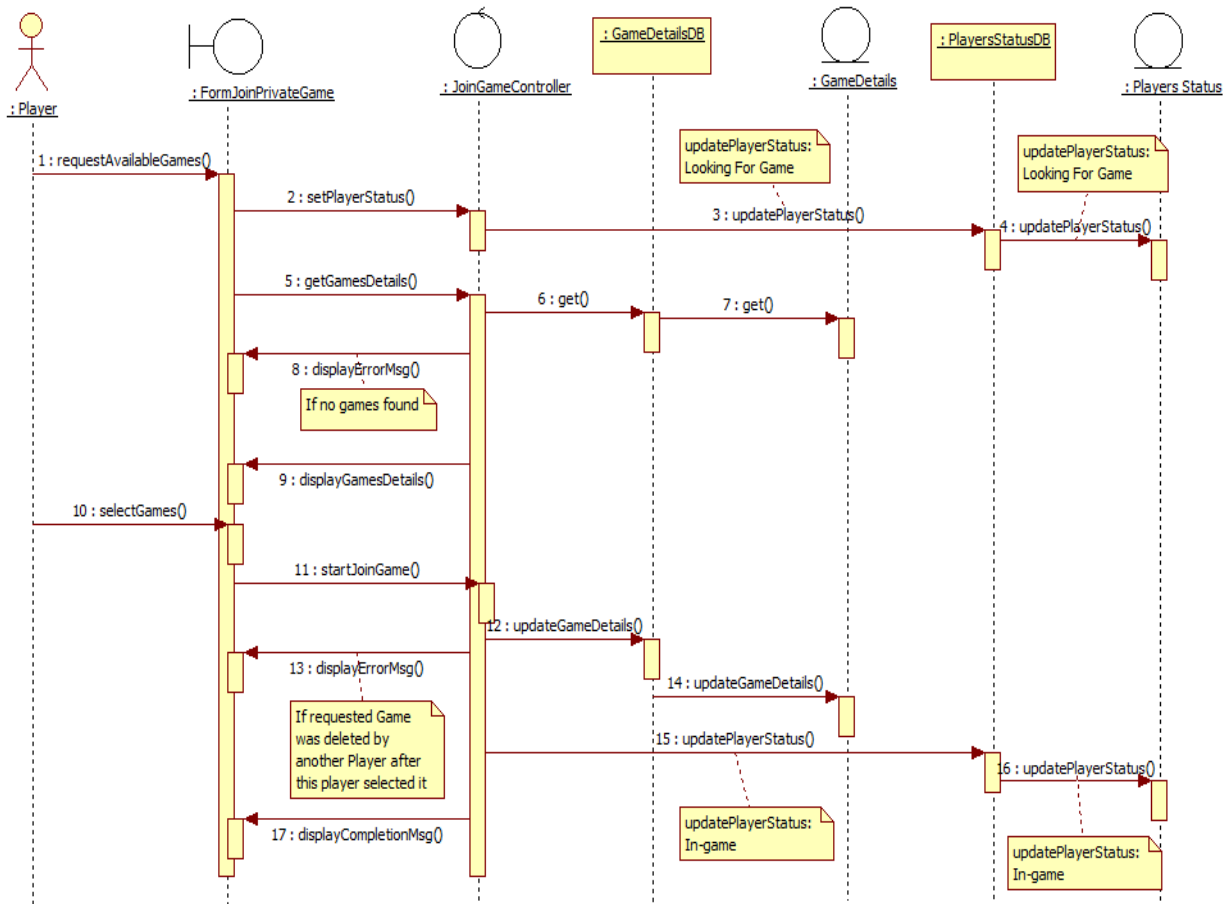 : Player
: FormJoinPrivateGame
: JoinGameController
: GameDetailsDB
: GameDetails
: PlayersStatusDB
: Players Status
1 : requestAvailableGames()
2 : setPlayerStatus()
updatePlayerStatus:
Looking For Game
3 : updatePlayerStatus()
updatePlayerStatus:
Looking For Game
4 : updatePlayerStatus()
5 : getGamesDetails()
6 : get()
7 : get()
8 : displayErrorMsg()
If no games found
9 : displayGamesDetails()
10 : selectGames()
11 : startJoinGame()
12 : updateGameDetails()
13 : displayErrorMsg()
If requested Game
was deleted by
another Player after
this player selected it
14 : updateGameDetails()
15 : updatePlayerStatus()
updatePlayerStatus:
In-game
16 : updatePlayerStatus()
updatePlayerStatus:
In-game
17 : displayCompletionMsg()